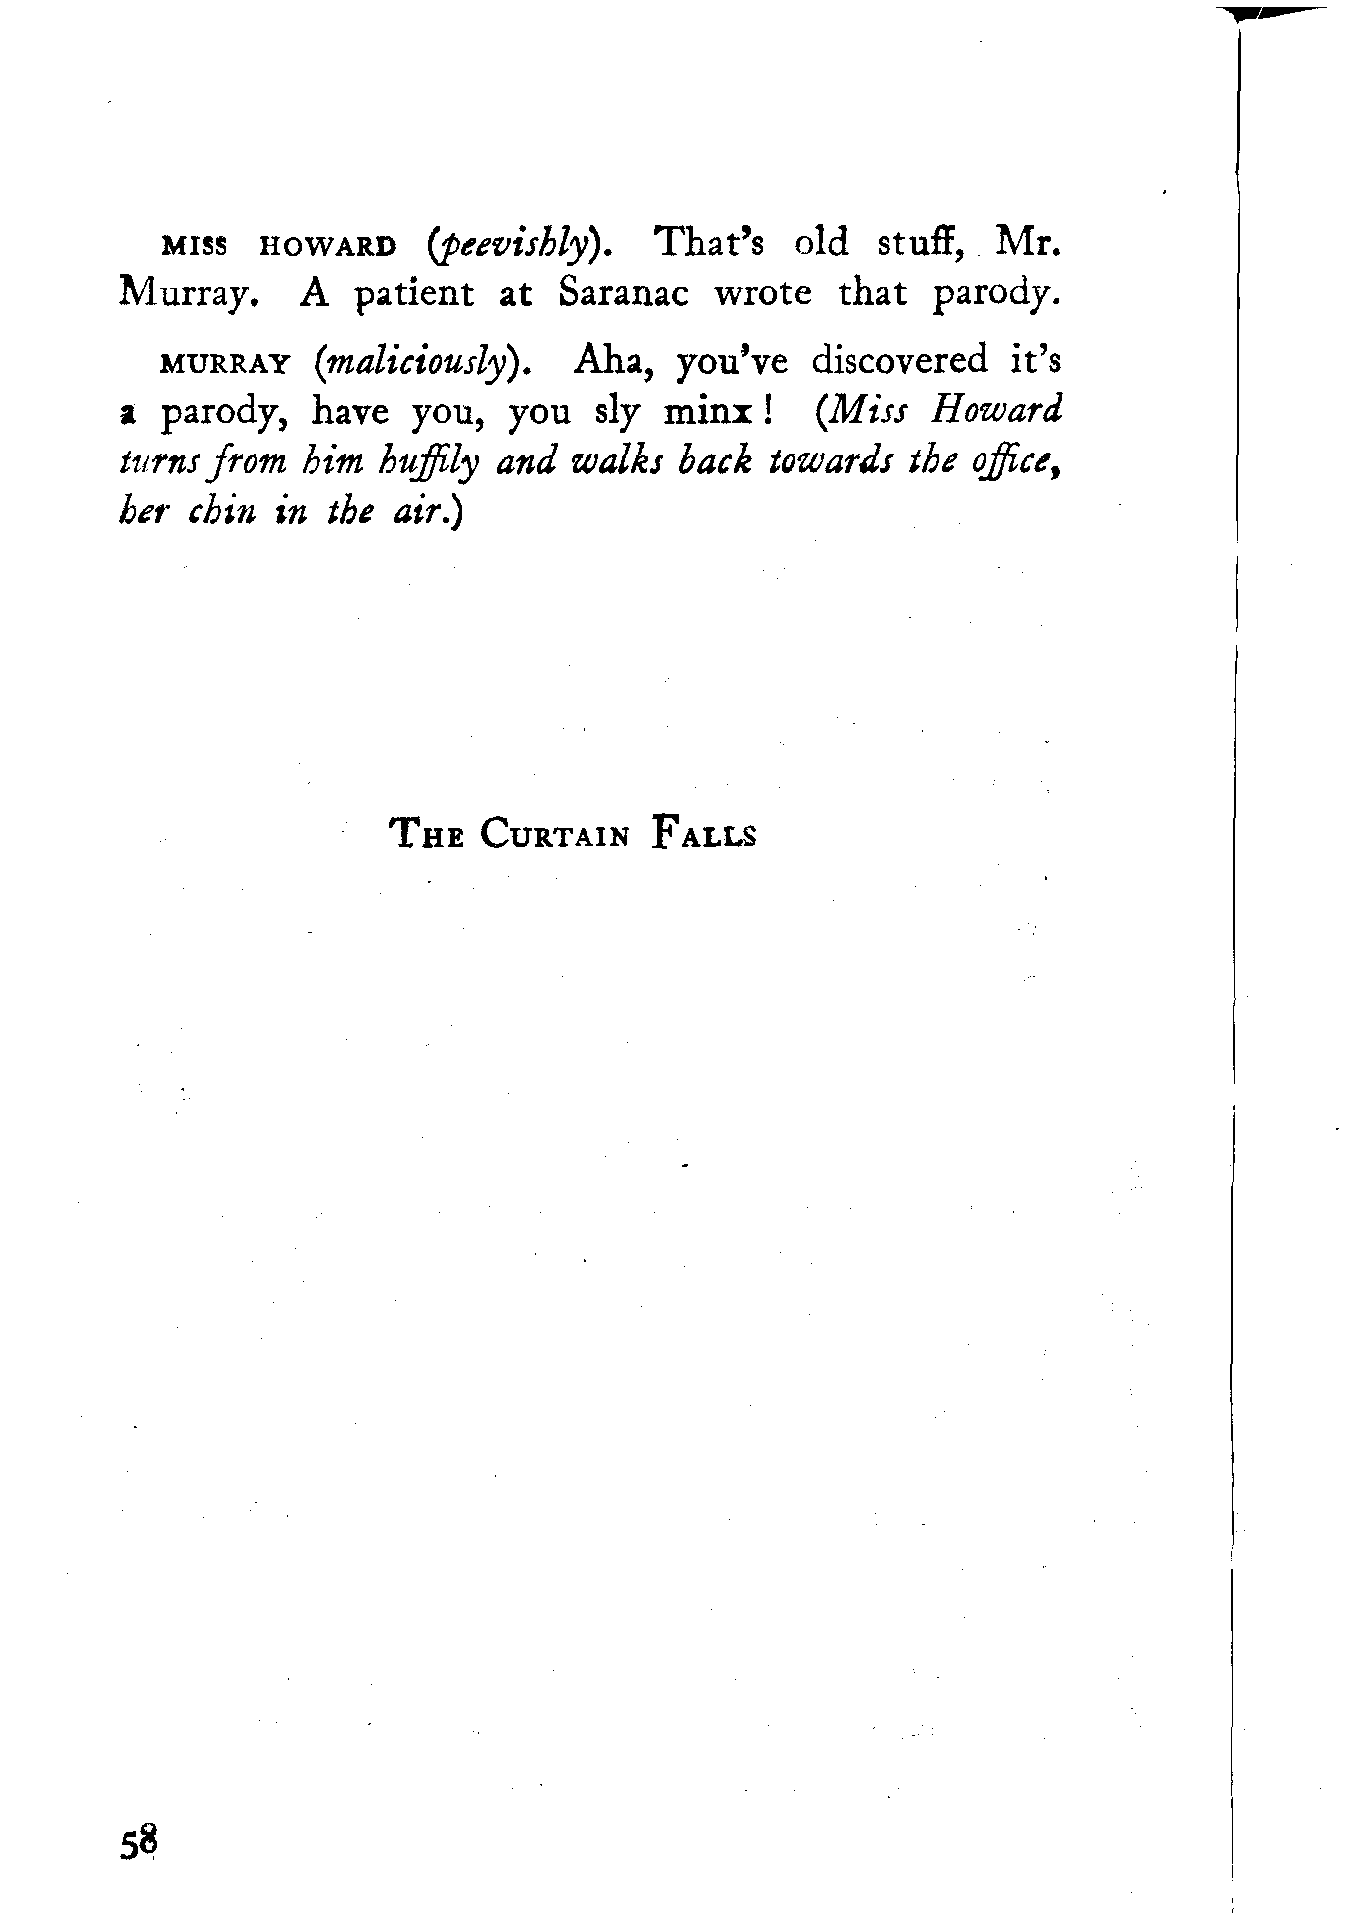 MISS HOWARD (peevishly). That's old stuff, Mr.
Murray. A patient at Saranac wrote that parody.
MURRAY (maliciously). Aha, you've discovered it's
a parody, have you, you sly minx! (Miss Howard
turns from him huffily and walks back towards the office,
her chin in the air.)
THE CURTAIN FALLS
58